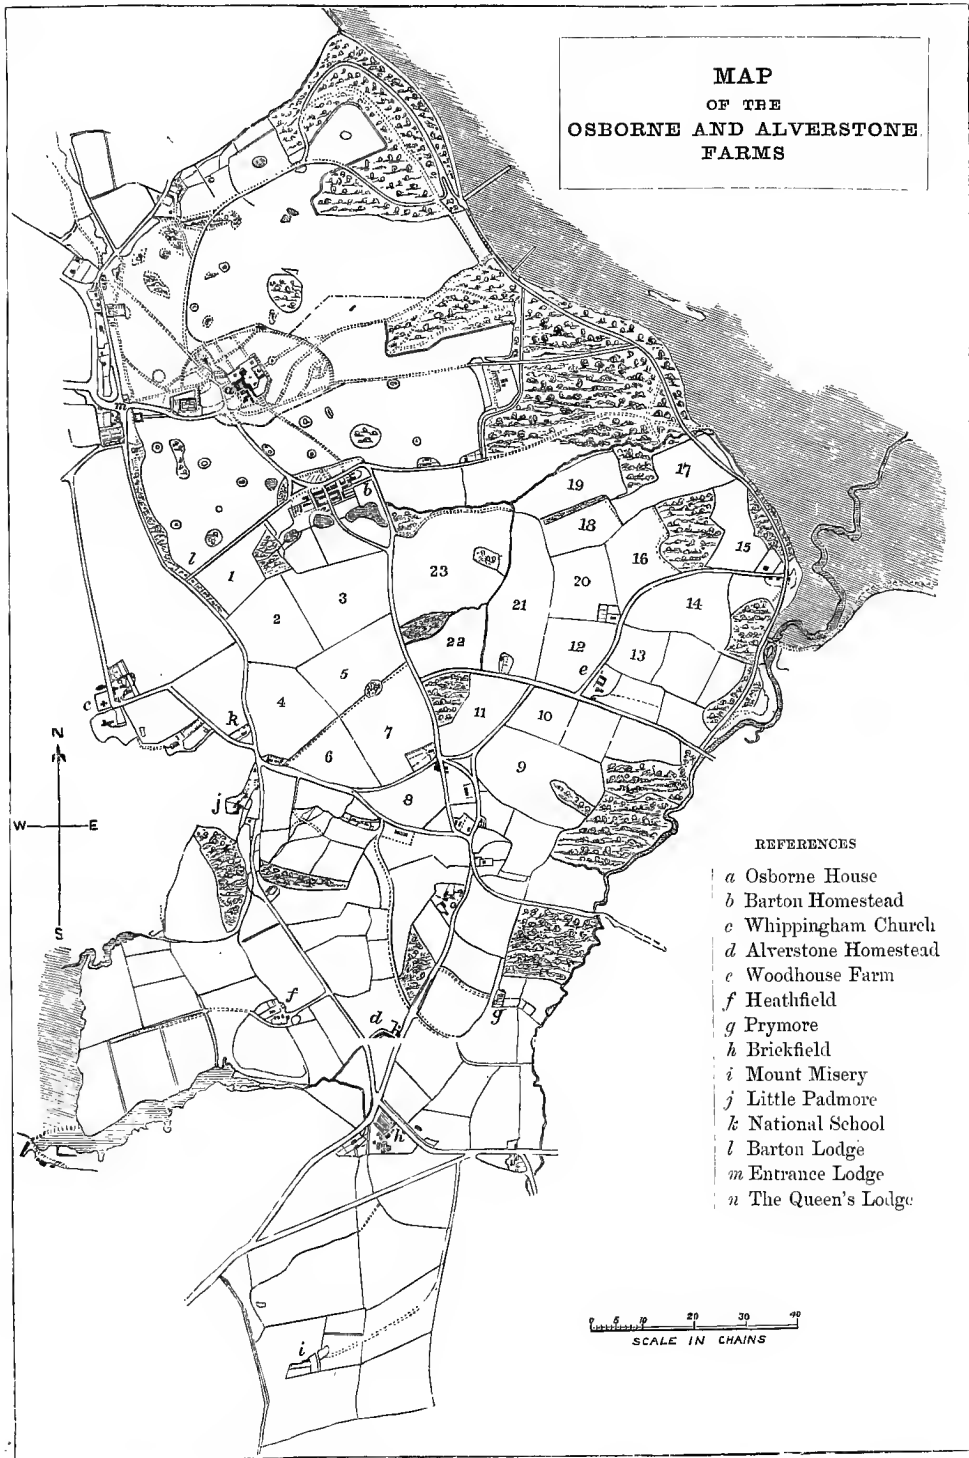 MAP
OF THE
OSBORNE AND ALVERSTONE
FARMS
m
a
b
l
17
19
18
15
16
1
23
3
20
2
21
14
22
12
13
5
e
4
c
k
11
10
7
6
9
8
j
N
W E
S
f
d
g
h
i
REFERENCES
a Osborne House
b Barton Homestead
c Whippingham Church
d Alverstone Homestead
e Woodhouse Farm
f Heathfield
g Prymore
h Brickfield
i Mount Misery
j Little Padmore
k National School
l Barton Lodge
m Entrance Lodge
n The Queen's Lodge
0 5 10 20 30 40
SCALE IN CHAINS